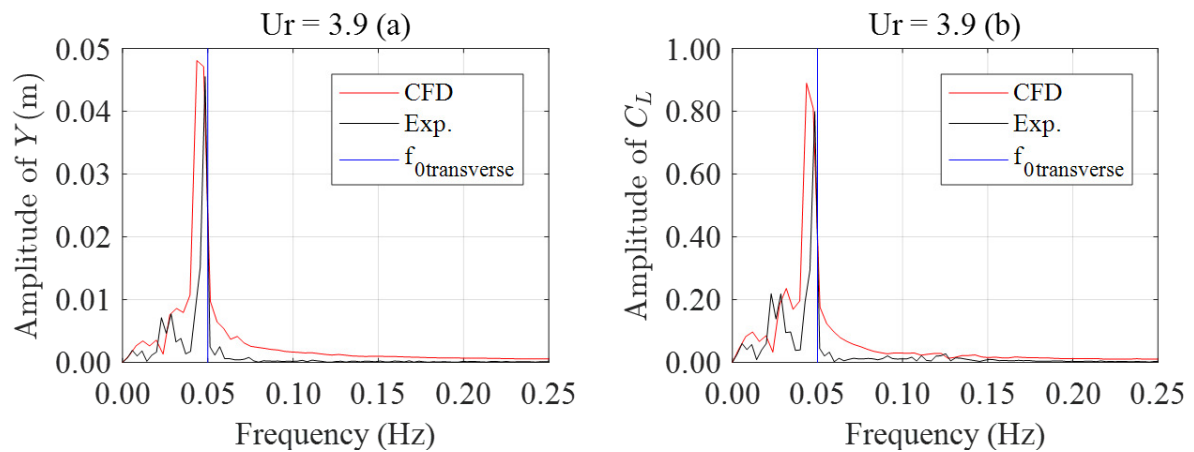 Ur = 3.9 (a)
Amplitude of Y (m)
0.05
0.04
0.03
0.02
0.01
0.00
CFD
Exp.
f0transverse
0.00 0.05 0.10 0.15 0.20 0.25
Frequency (Hz)
Ur = 3.9 (b)
Amplitude of CL
1.00
0.80
0.60
0.40
0.20
0.00
CFD
Exp.
f0transverse
0.00 0.05 0.10 0.15 0.20 0.25
Frequency (Hz)